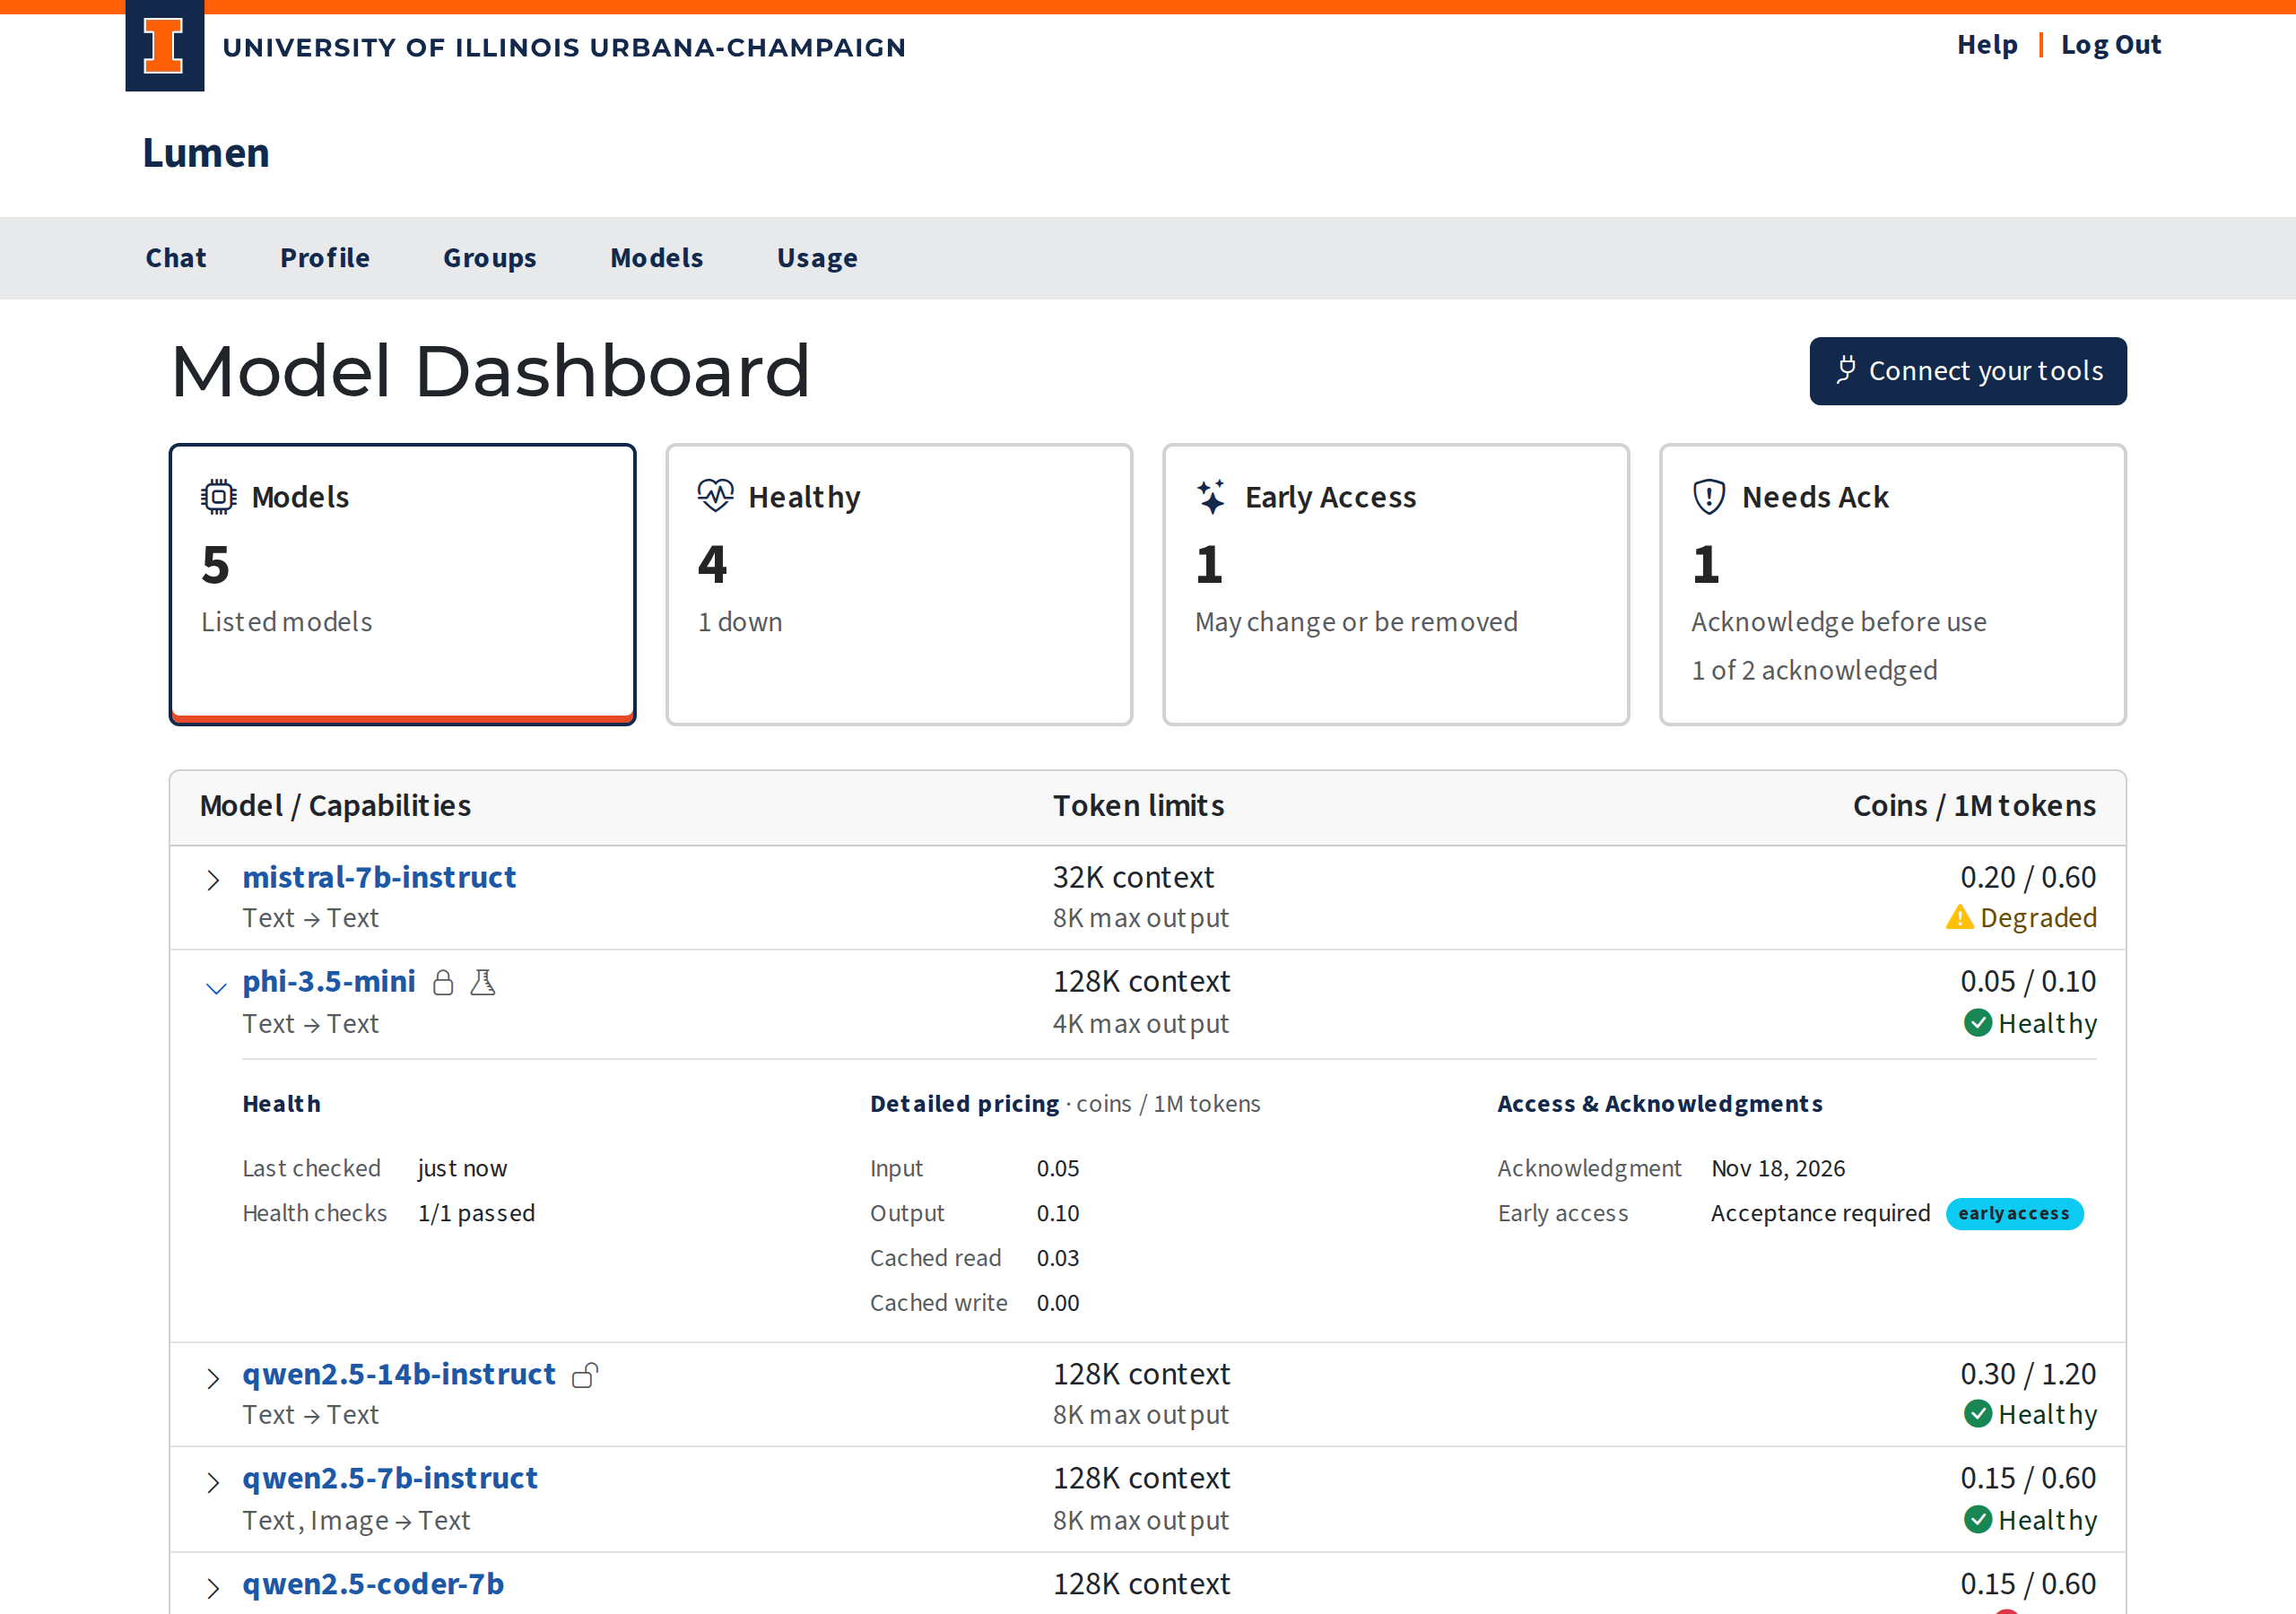 UNIVERSITY OF ILLINOIS URBANA-CHAMPAIGN
Help | Log Out
Lumen
Chat Profile Groups Models Usage
Model Dashboard
Connect your tools
Models
5
Listed models
Healthy
4
1 down
Early Access
1
May change or be removed
Needs Ack
1
Acknowledge before use
1 of 2 acknowledged
Model / Capabilities Token limits Coins / 1M tokens
mistral-7b-instruct 32K context 0.20 / 0.60
Text → Text 8K max output Degraded
phi-3.5-mini 128K context 0.05 / 0.10
Text → Text 4K max output Healthy
Health
Last checked just now
Health checks 1/1 passed
Detailed pricing · coins / 1M tokens
Input 0.05
Output 0.10
Cached read 0.03
Cached write 0.00
Access & Acknowledgments
Acknowledgment Nov 18, 2026
Early access Acceptance required early access
qwen2.5-14b-instruct 128K context 0.30 / 1.20
Text → Text 8K max output Healthy
qwen2.5-7b-instruct 128K context 0.15 / 0.60
Text, Image → Text 8K max output Healthy
qwen2.5-coder-7b 128K context 0.15 / 0.60